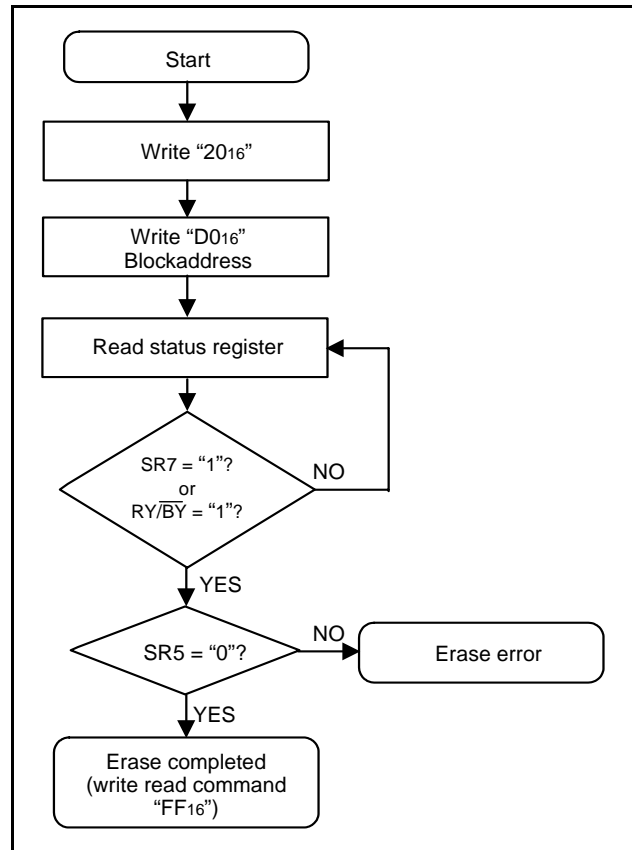 Start
Write “2016”
Write “D016”
Blockaddress
Read status register
SR7 = “1”?
or
RY/BY = “1”?
NO
YES
SR5 = “0”?
NO
Erase error
YES
Erase completed
(write read command
“FF16”)